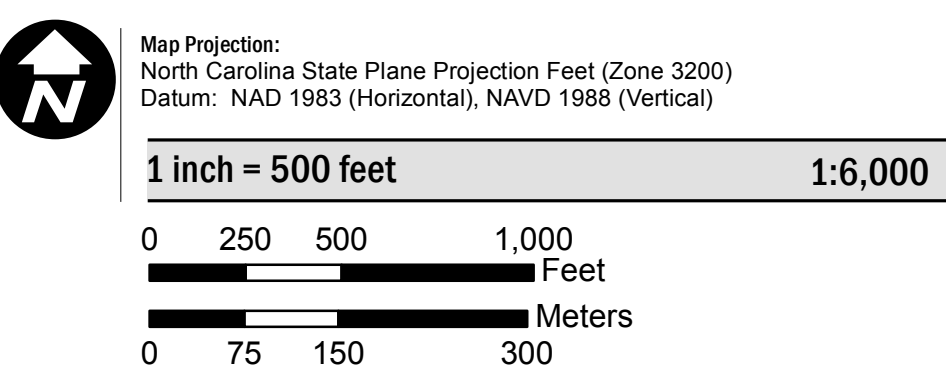 N
Map Projection:
North Carolina State Plane Projection Feet (Zone 3200)
Datum: NAD 1983 (Horizontal), NAVD 1988 (Vertical)
1 inch = 500 feet 1:6,000
0 250 500 1,000
Feet
Meters
0 75 150 300